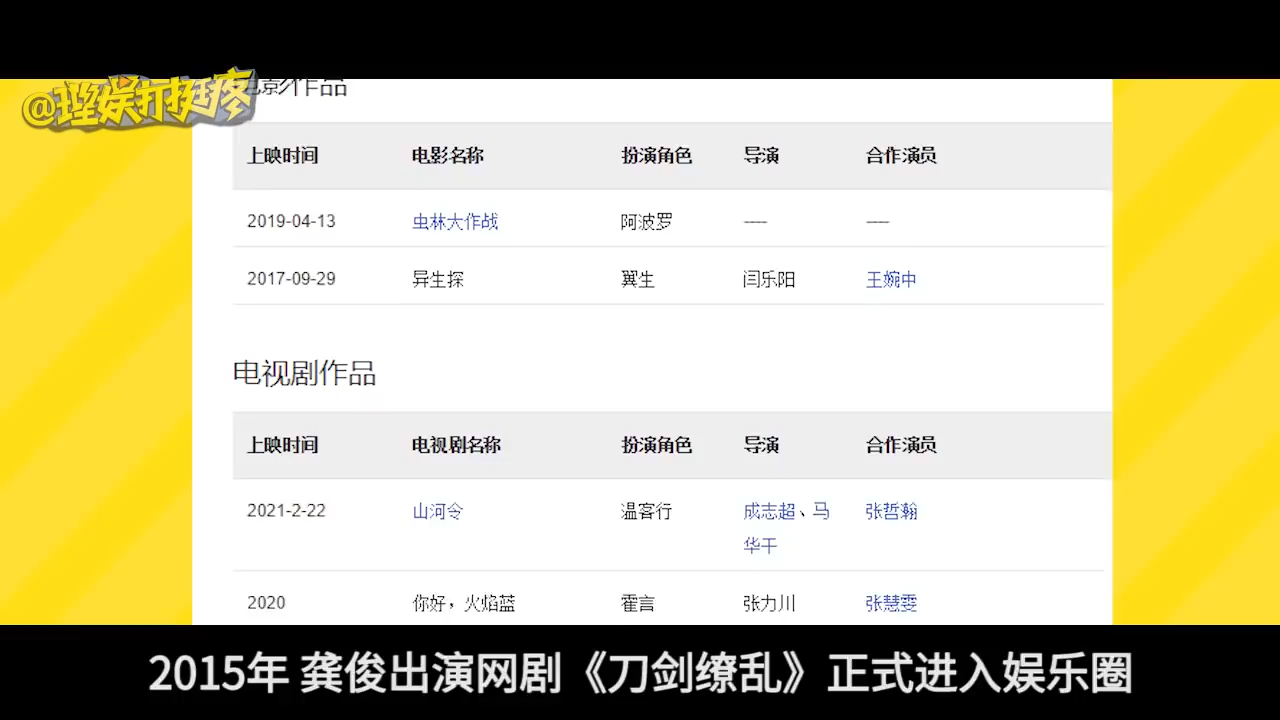 电影作品
@理娱打挺疼
上映时间 电影名称 扮演角色 导演 合作演员
2019-04-13 虫林大作战 阿波罗 —— ——
2017-09-29 异生探 翼生 闫乐阳 王婉中
电视剧作品
上映时间 电视剧名称 扮演角色 导演 合作演员
2021-2-22 山河令 温客行 成志超、马 张哲瀚
华干
2020 你好，火焰蓝 霍言 张力川 张慧雯
2015年 龚俊出演网剧《刀剑缭乱》正式进入娱乐圈